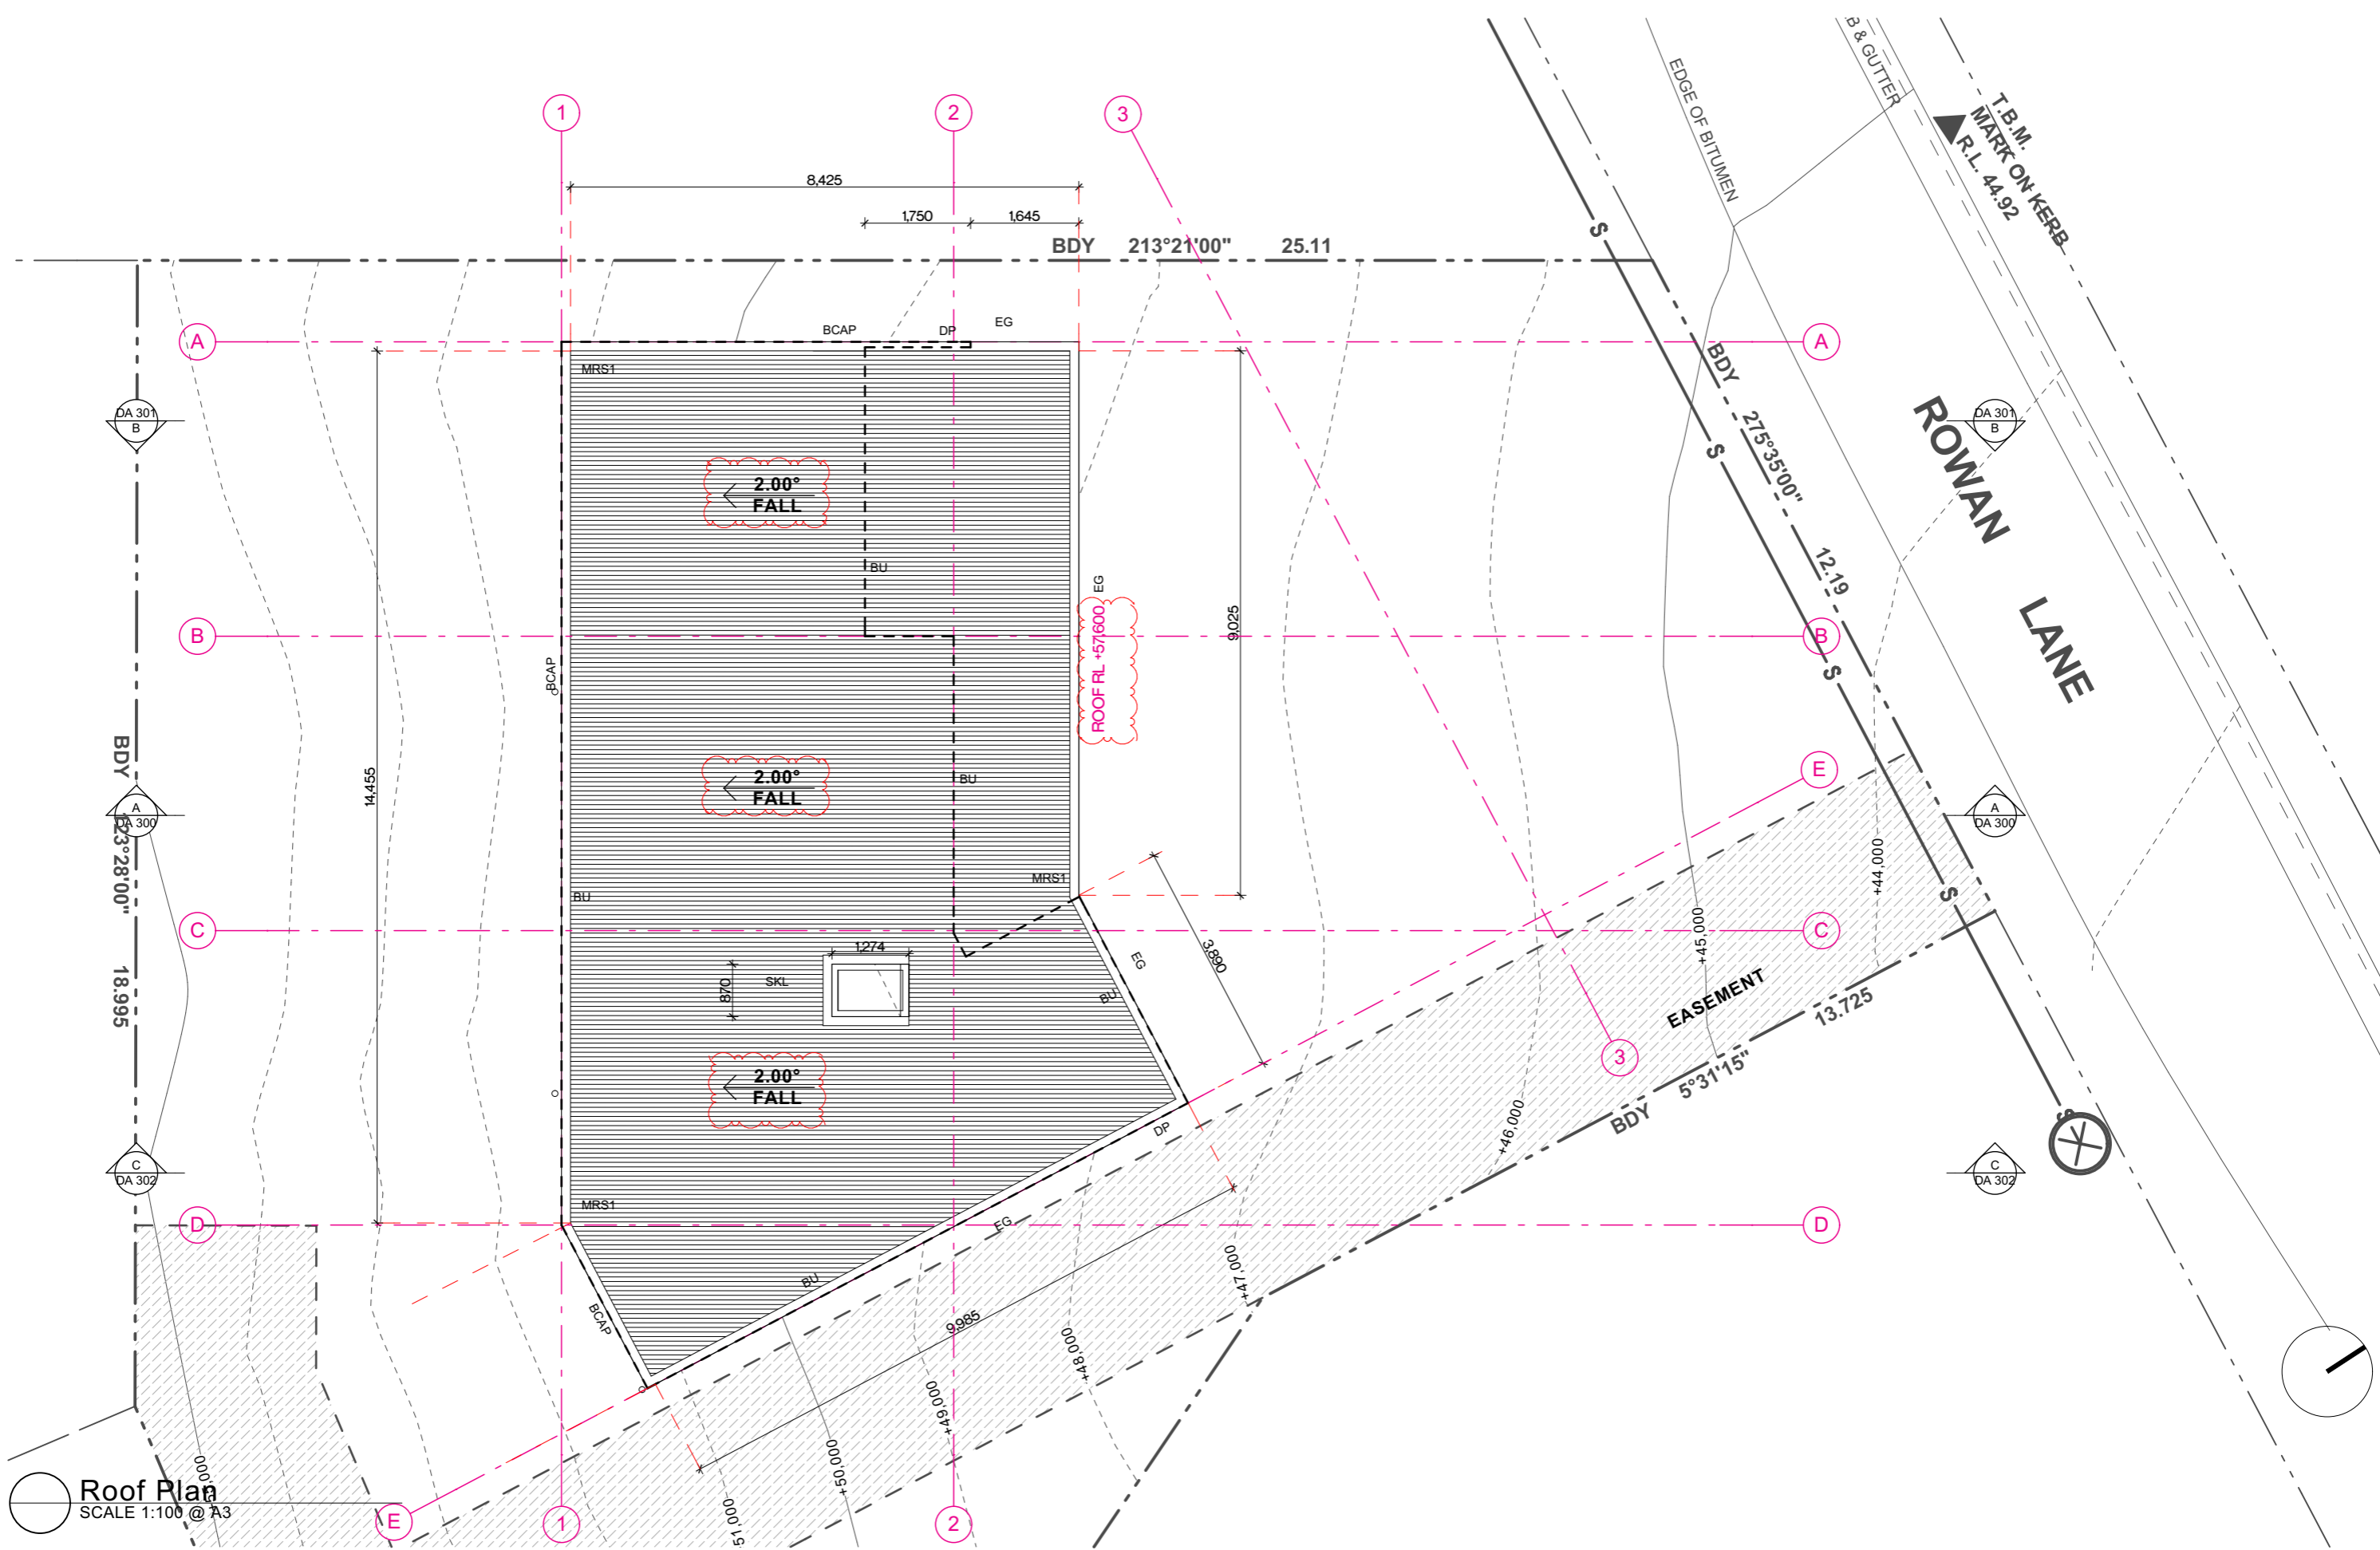 1
2
3
8,425
1,750
1,645
BDY 213°21'00" 25.11
EDGE OF BITUMEN
B & GUTTER
T.B.M.
MARK ON KERB
R.L. 44.92
A
BCAP
DP
EG
A
MRS1
DA 301
B
DA 301
B
2.00°
FALL
BDY 275°35'00" 12.19
ROWAN LANE
BU
EG
ROOF RL +57,600
9,025
B
B
BCAP
14,455
2.00°
FALL
BU
BDY 123°28'00" 18.995
A
DA 300
A
DA 300
E
+44,000
MRS1
BU
C
C
+45,000
1,274
870
SKL
EG
BU
3,890
EASEMENT
13.725
5°31'15"
BDY
3
2.00°
FALL
+46,000
DP
C
DA 302
C
DA 302
MRS1
D
D
EG
BU
BCAP
9,985
+47,000
+48,000
+49,000
+50,000
51,000
S
S
S
S
S
Roof Plan
SCALE 1:100 @ A3
E
1
2